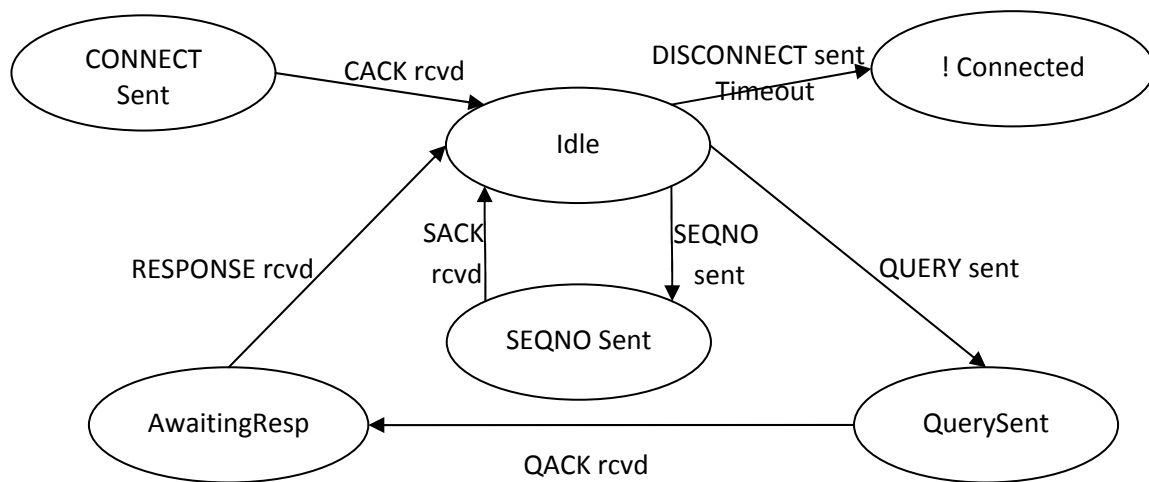 CONNECT
Sent
CACK rcvd
DISCONNECT sent
Timeout
! Connected
Idle
RESPONSE rcvd
SACK
rcvd
SEQNO
sent
QUERY sent
SEQNO Sent
AwaitingResp
QuerySent
QACK rcvd